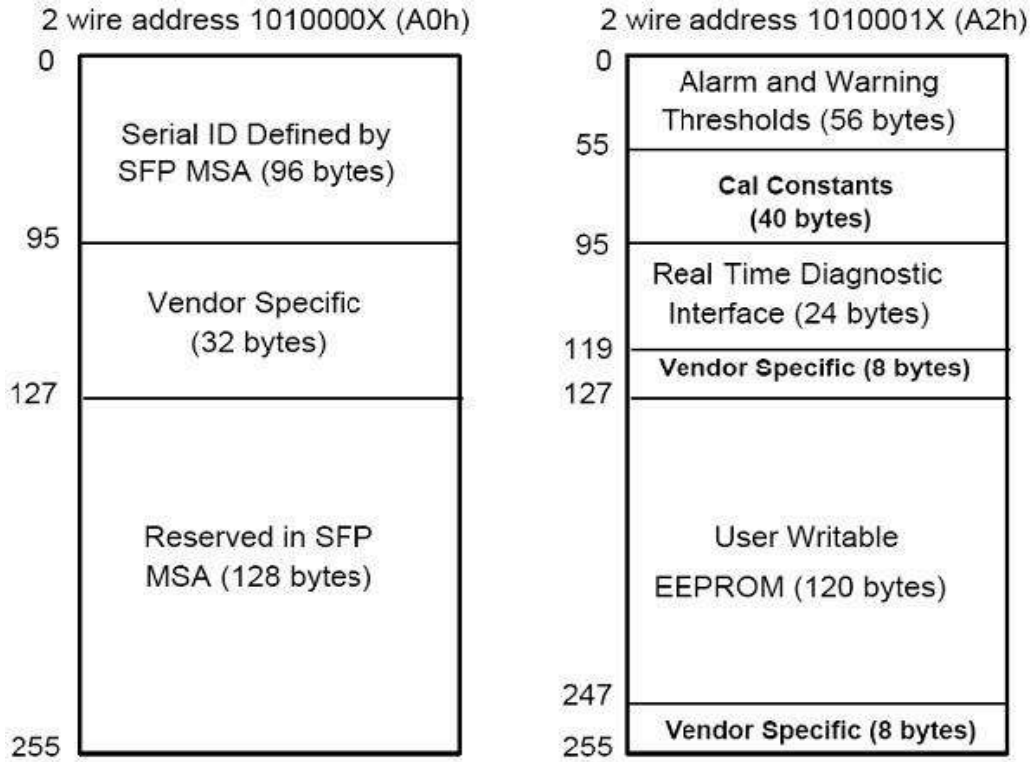 2 wire address 1010000X (A0h)
0
Serial ID Defined by
SFP MSA (96 bytes)
95
Vendor Specific
(32 bytes)
127
Reserved in SFP
MSA (128 bytes)
255
2 wire address 1010001X (A2h)
0
Alarm and Warning
Thresholds (56 bytes)
55
Cal Constants
(40 bytes)
95
Real Time Diagnostic
Interface (24 bytes)
119
Vendor Specific (8 bytes)
127
User Writable
EEPROM (120 bytes)
247
Vendor Specific (8 bytes)
255